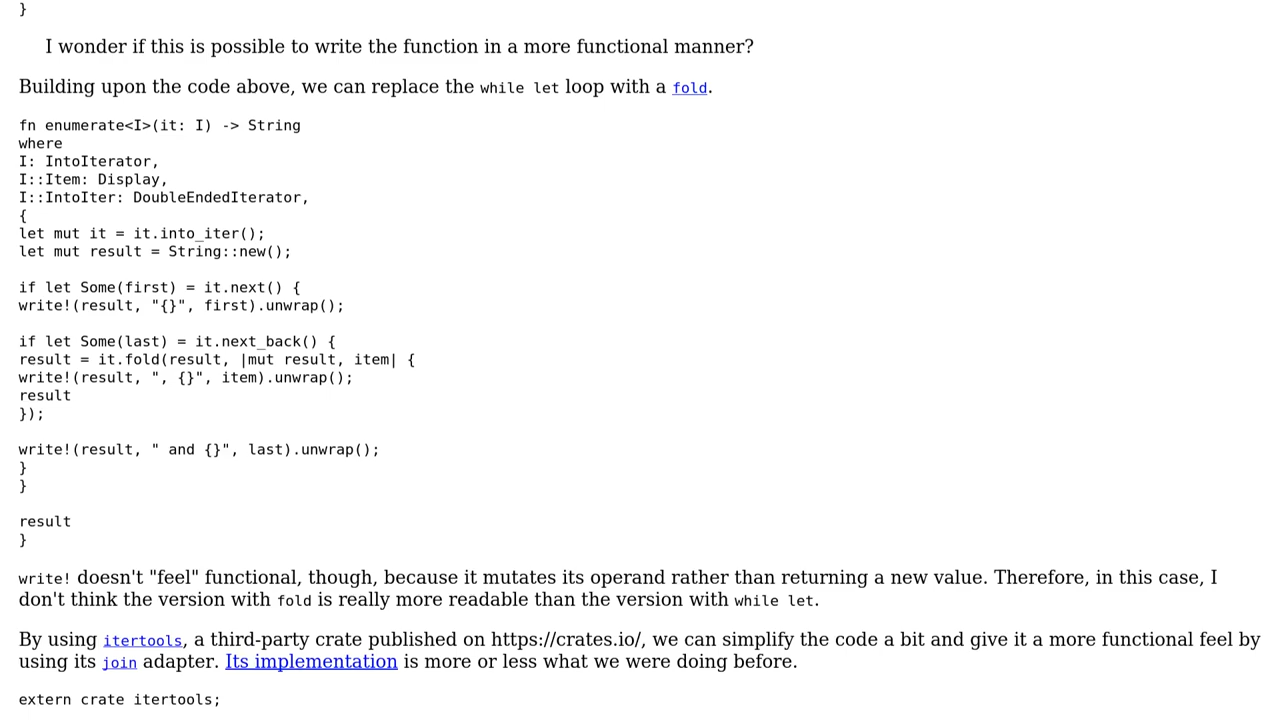 }
I wonder if this is possible to write the function in a more functional manner?
Building upon the code above, we can replace the while let loop with a fold.
fn enumerate<I>(it: I) -> String
where
I: IntoIterator,
I::Item: Display,
I::IntoIter: DoubleEndedIterator,
{
let mut it = it.into_iter();
let mut result = String::new();
if let Some(first) = it.next() {
write!(result, "{}", first).unwrap();
if let Some(last) = it.next_back() {
result = it.fold(result, |mut result, item| {
write!(result, ", {}", item).unwrap();
result
});
write!(result, " and {}", last).unwrap();
}
}
result
}
write! doesn't "feel" functional, though, because it mutates its operand rather than returning a new value. Therefore, in this case, I
don't think the version with fold is really more readable than the version with while let.
By using itertools, a third-party crate published on https://crates.io/, we can simplify the code a bit and give it a more functional feel by
using its join adapter. Its implementation is more or less what we were doing before.
extern crate itertools;